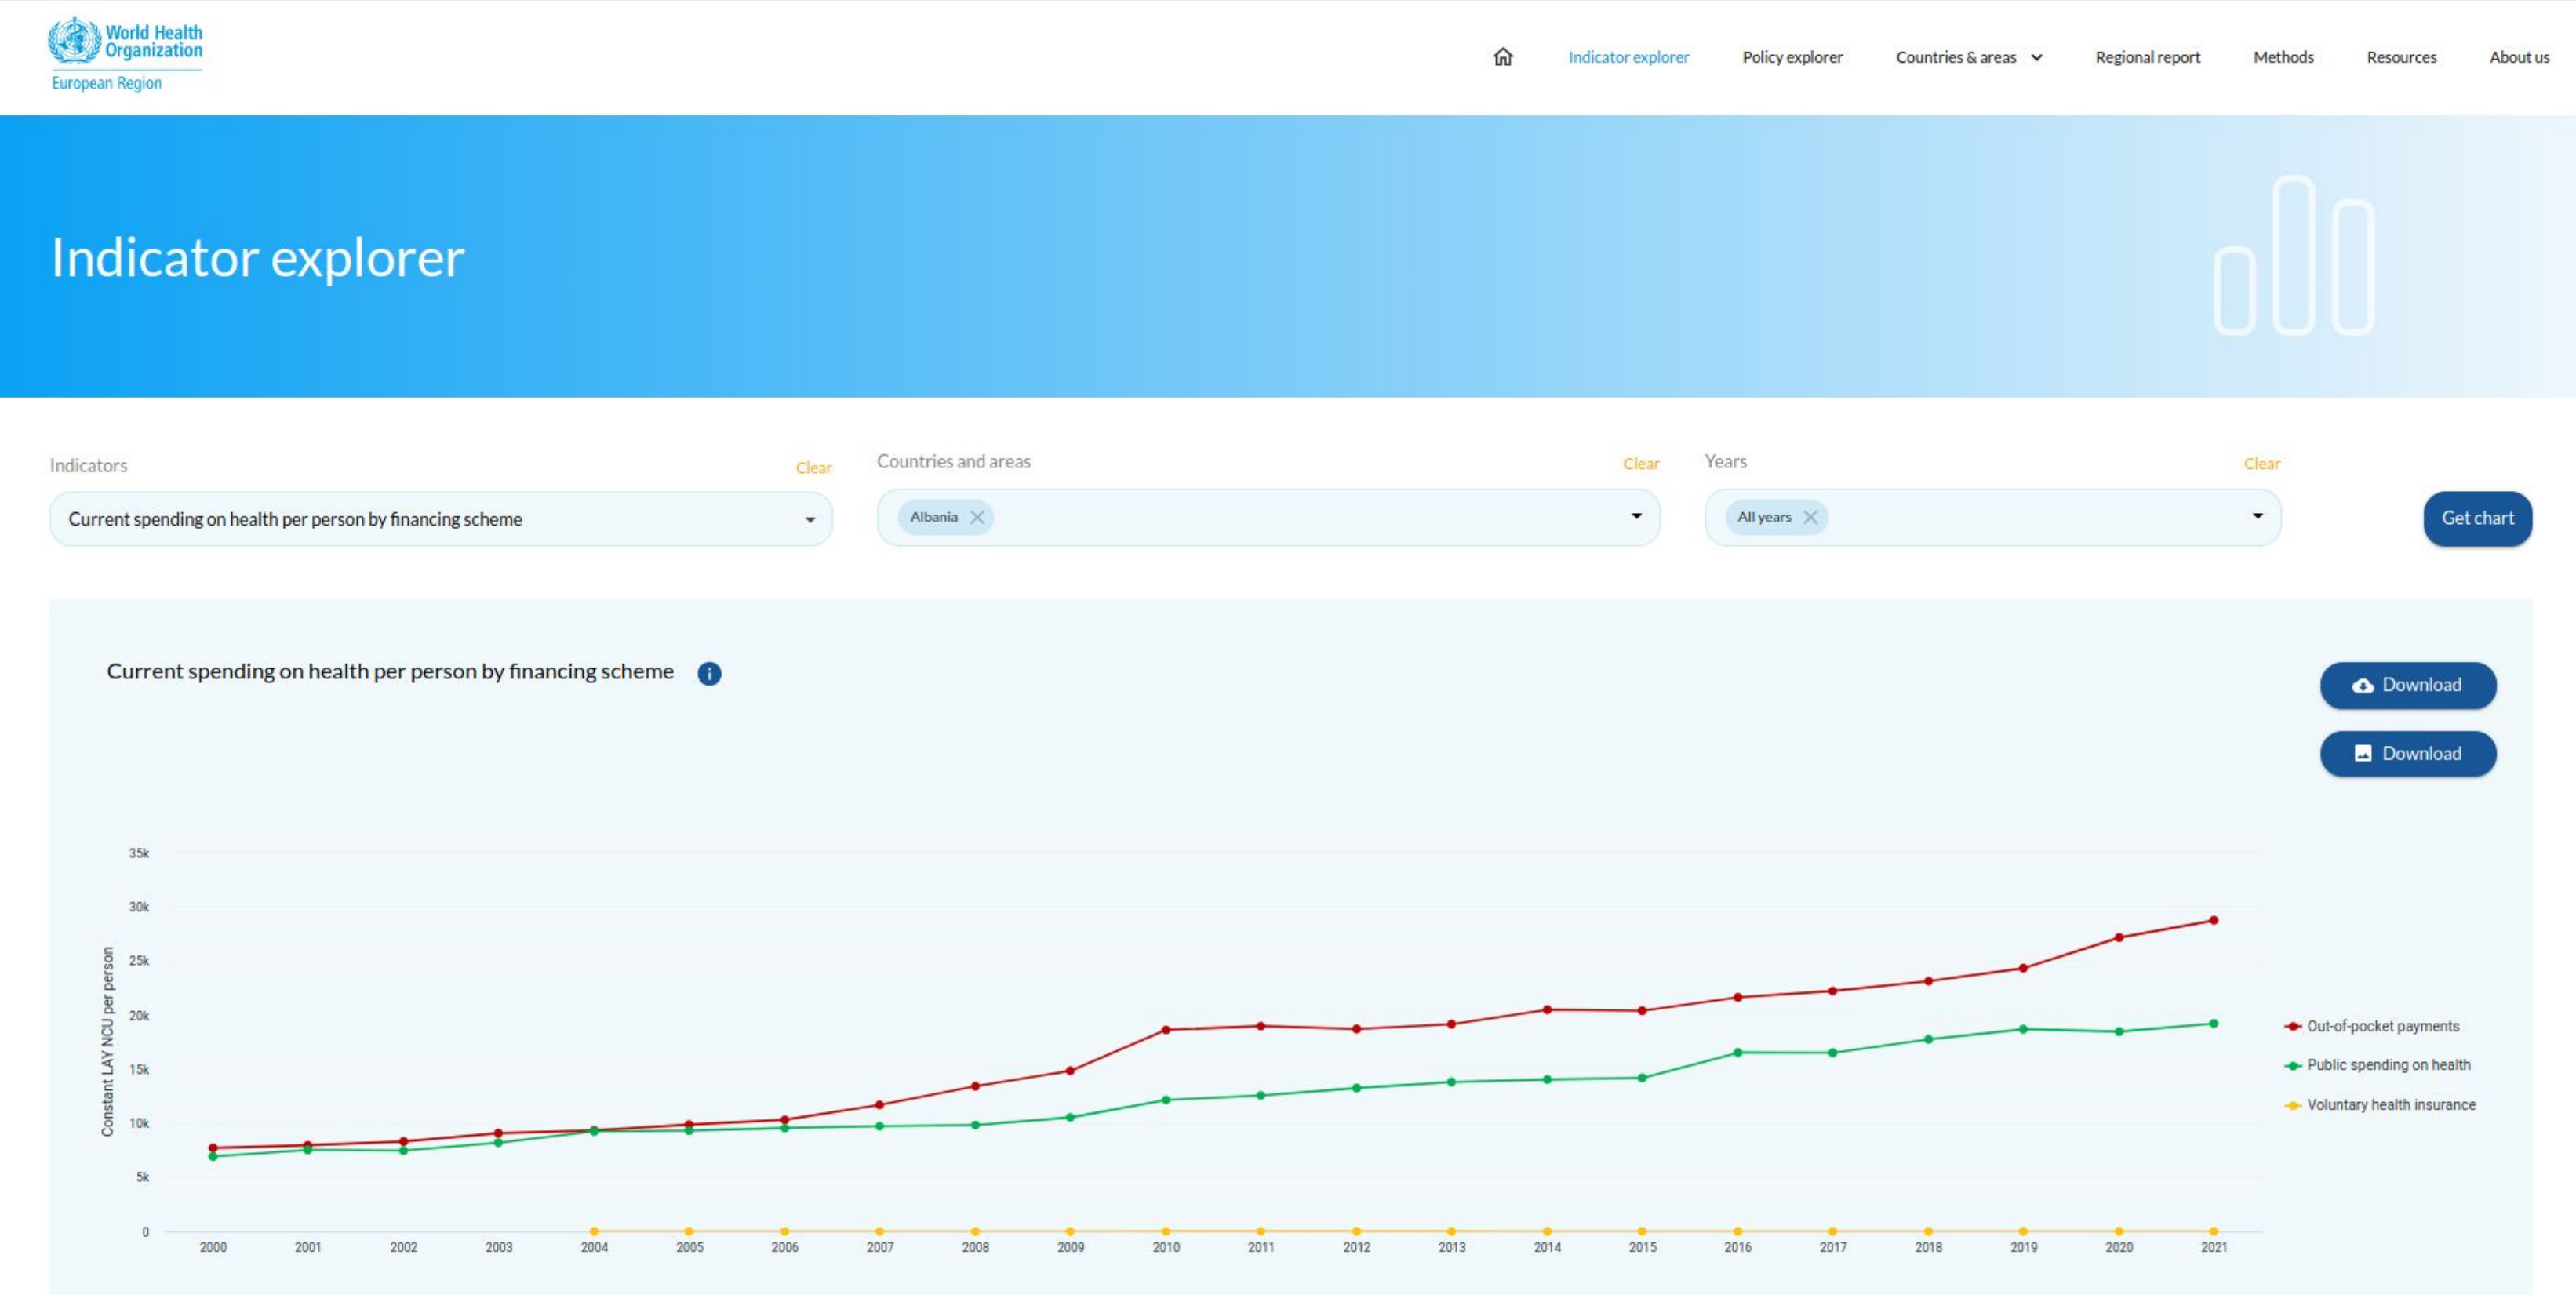 World Health
Organization
European Region
Indicator explorer
Policy explorer
Countries & areas
Regional report
Methods
Resources
About us
Indicator explorer
Indicators
Clear
Countries and areas
Clear
Years
Clear
Current spending on health per person by financing scheme
Albania
All years
Get chart
Current spending on health per person by financing scheme
i
Download
Download
35k
30k
25k
20k
15k
10k
5k
0
Constant LAY NCU per person
2000 2001 2002 2003 2004 2005 2006 2007 2008 2009 2010 2011 2012 2013 2014 2015 2016 2017 2018 2019 2020 2021
Out-of-pocket payments
Public spending on health
Voluntary health insurance